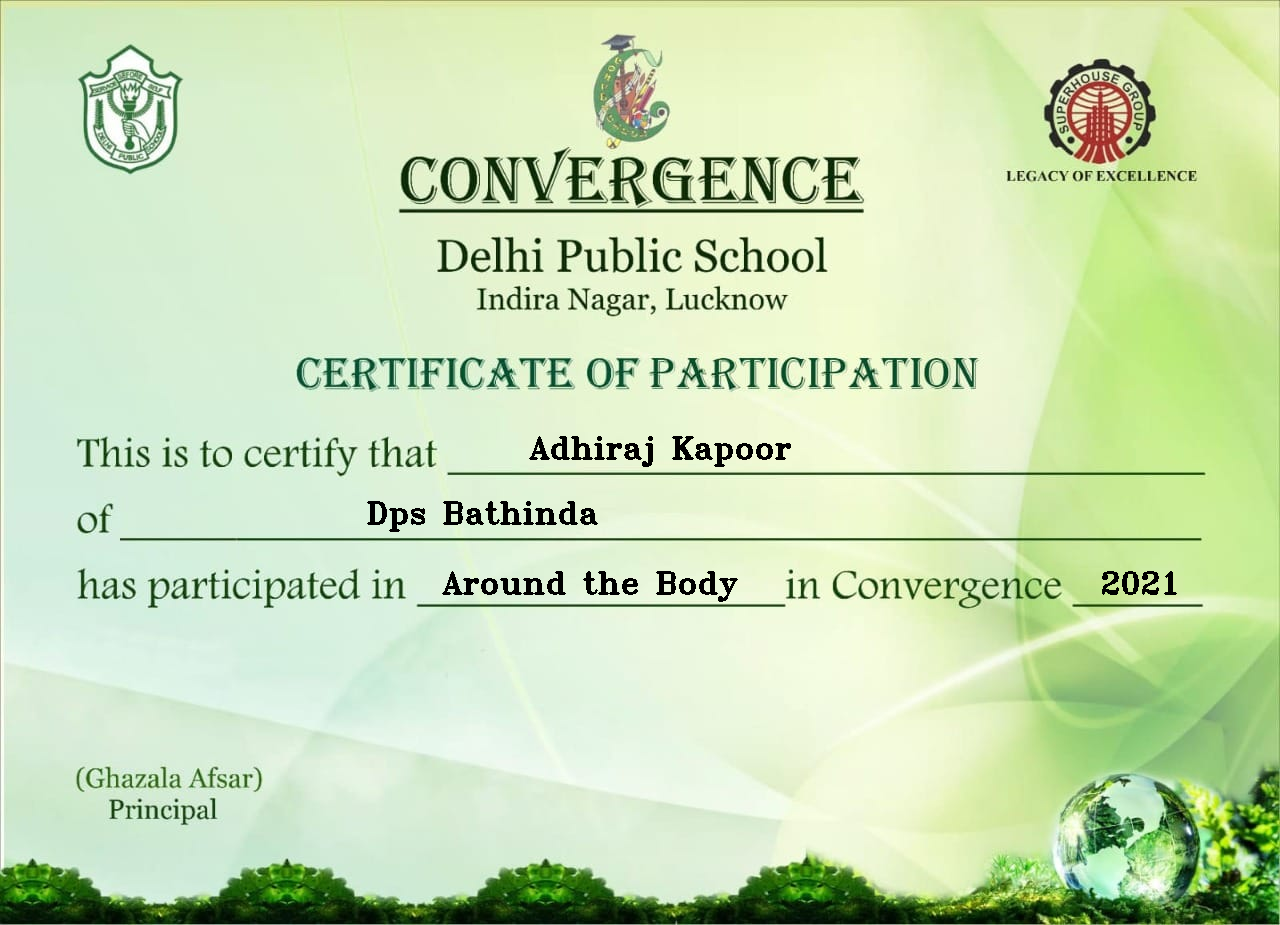 SERVICE BEFORE SELF
DELHI PUBLIC SCHOOL
SUPERHOUSE GROUP
LEGACY OF EXCELLENCE
CONVERGENCE
Delhi Public School
Indira Nagar, Lucknow
CERTIFICATE OF PARTICIPATION
This is to certify that Adhiraj Kapoor
of Dps Bathinda
has participated in Around the Body in Convergence 2021
(Ghazala Afsar)
Principal